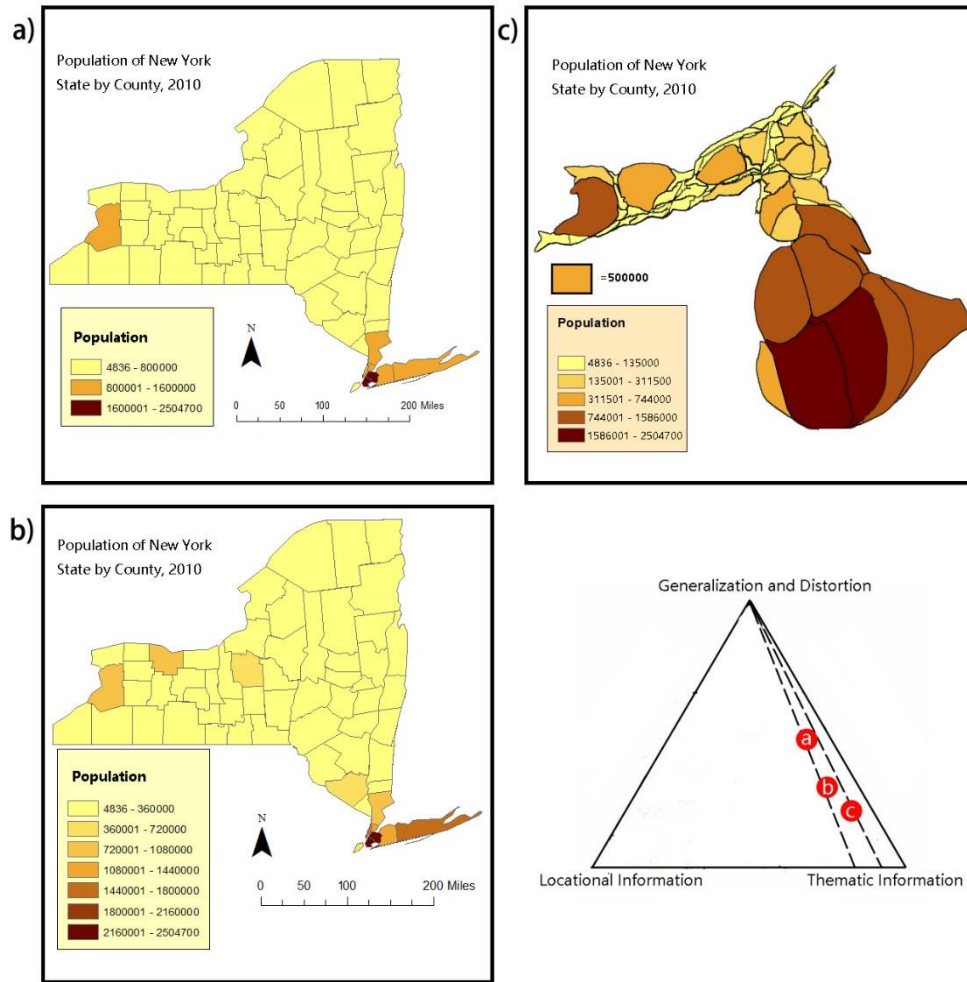 a)
Population of New York
State by County, 2010
N
Population
4836 - 800000
800001 - 1600000
1600001 - 2504700
0 50 100 200 Miles
c)
Population of New York
State by County, 2010
=500000
Population
4836 - 135000
135001 - 311500
311501 - 744000
744001 - 1586000
1586001 - 2504700
b)
Population of New York
State by County, 2010
N
Population
4836 - 360000
360001 - 720000
720001 - 1080000
1080001 - 1440000
1440001 - 1800000
1800001 - 2160000
2160001 - 2504700
0 50 100 200 Miles
Generalization and Distortion
a
b
c
Locational Information
Thematic Information